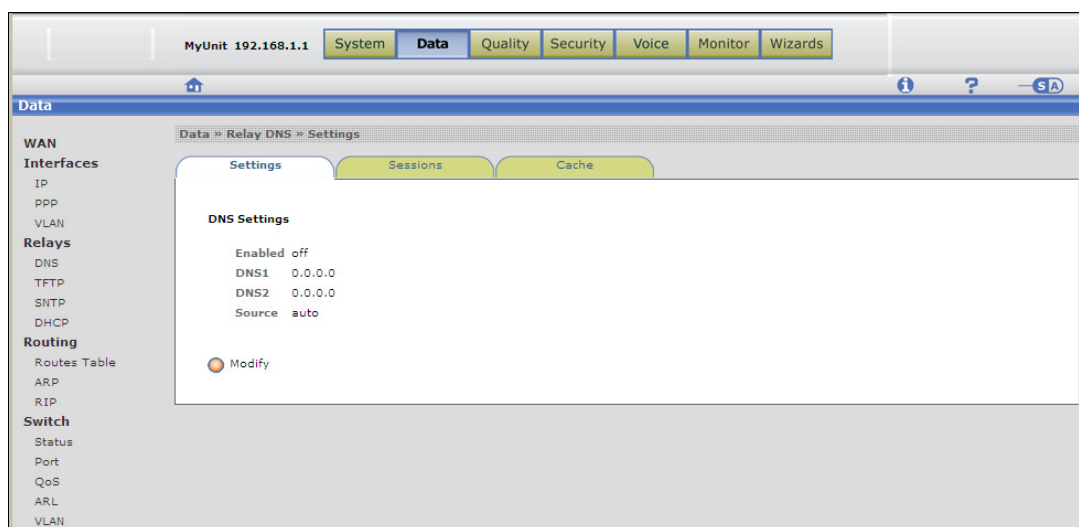 MyUnit 192.168.1.1 System Data Quality Security Voice Monitor Wizards
i ? SA
Data
WAN
Interfaces
IP
PPP
VLAN
Relays
DNS
TFTP
SNTP
DHCP
Routing
Routes Table
ARP
RIP
Switch
Status
Port
QoS
ARL
VLAN
Data » Relay DNS » Settings
Settings Sessions Cache
DNS Settings
Enabled off
DNS1 0.0.0.0
DNS2 0.0.0.0
Source auto
Modify